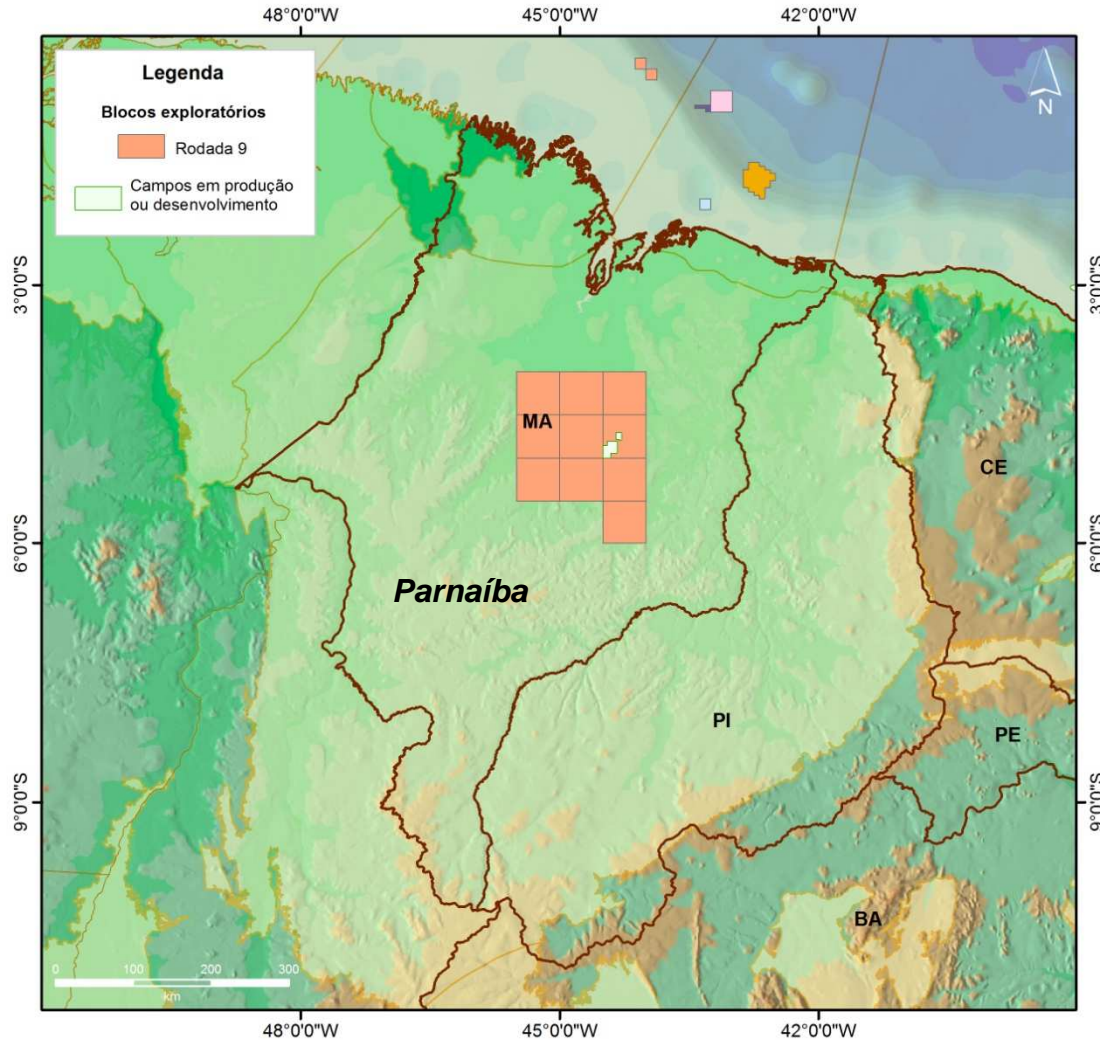 48°0'0"W 45°0'0"W 42°0'0"W
Legenda
Blocos exploratórios
Rodada 9
Campos em produção
ou desenvolvimento
N
3°0'0"S 3°0'0"S
MA
CE
6°0'0"S 6°0'0"S
Parnaíba
PI
PE
9°0'0"S 9°0'0"S
BA
0 100 200 300
km
48°0'0"W 45°0'0"W 42°0'0"W